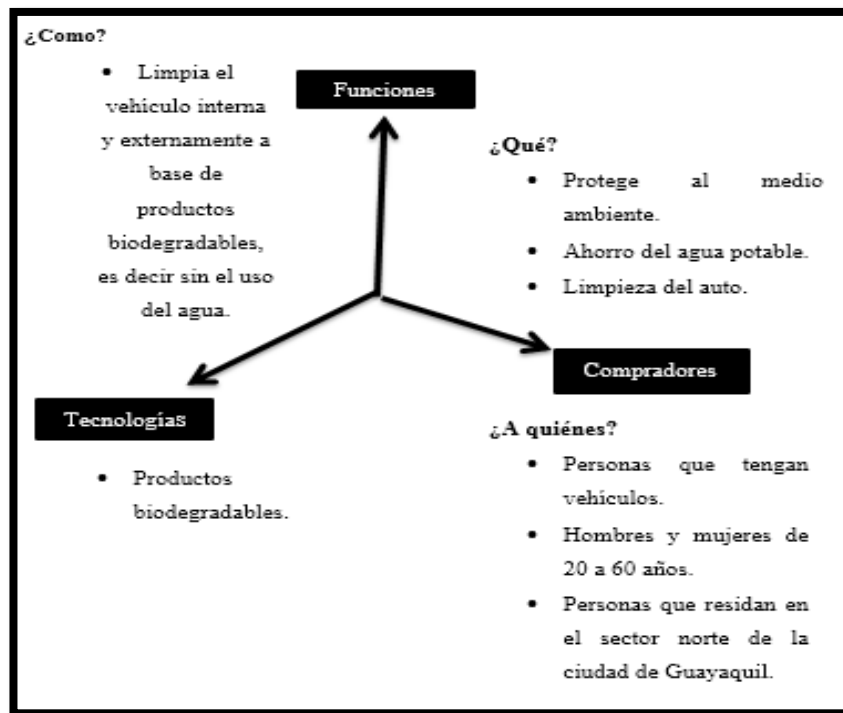 ¿Como?
• Limpia el
vehículo interna
y externamente a
base de
productos
biodegradables,
es decir sin el uso
del agua.
Funciones
¿Qué?
• Protege al medio
ambiente.
• Ahorro del agua potable.
• Limpieza del auto.
Tecnologías
• Productos
biodegradables.
Compradores
¿A quiénes?
• Personas que tengan
vehículos.
• Hombres y mujeres de
20 a 60 años.
• Personas que residan en
el sector norte de la
ciudad de Guayaquil.